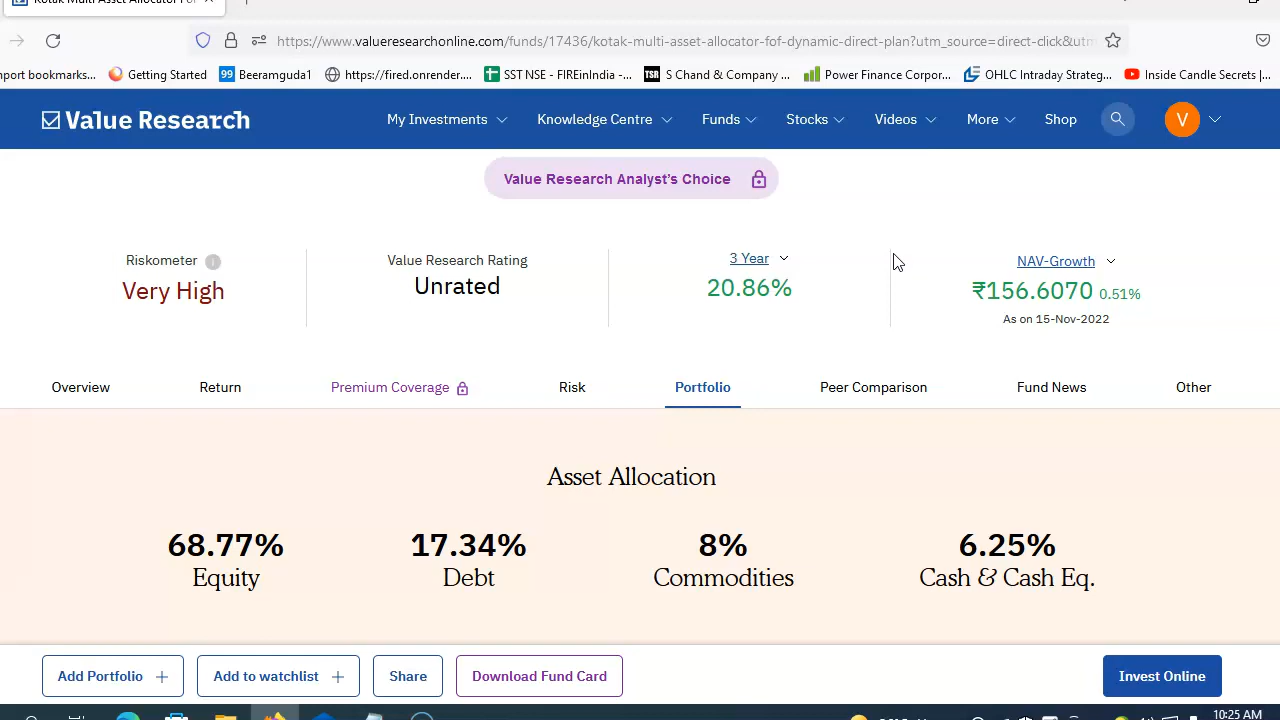 Kotak Multi Asset Allocator Fo
https://www.valueresearchonline.com/funds/17436/kotak-multi-asset-allocator-fof-dynamic-direct-plan?utm_source=direct-click&utm
nport bookmarks... Getting Started 99 Beeranguda1 https://fired.onrender.... SST NSE - FIREinIndia -... TSR S Chand & Company ... Power Finance Corpor... OHLC Intraday Strateg... Inside Candle Secrets |...
Value Research My Investments Knowledge Centre Funds Stocks Videos More Shop V
Value Research Analyst's Choice
Riskometer i Value Research Rating 3 Year NAV-Growth
Very High Unrated 20.86% ₹156.6070 0.51%
As on 15-Nov-2022
Overview Return Premium Coverage Risk Portfolio Peer Comparison Fund News Other
Asset Allocation
68.77% 17.34% 8% 6.25%
Equity Debt Commodities Cash & Cash Eq.
Add Portfolio + Add to watchlist + Share Download Fund Card Invest Online
10:25 AM